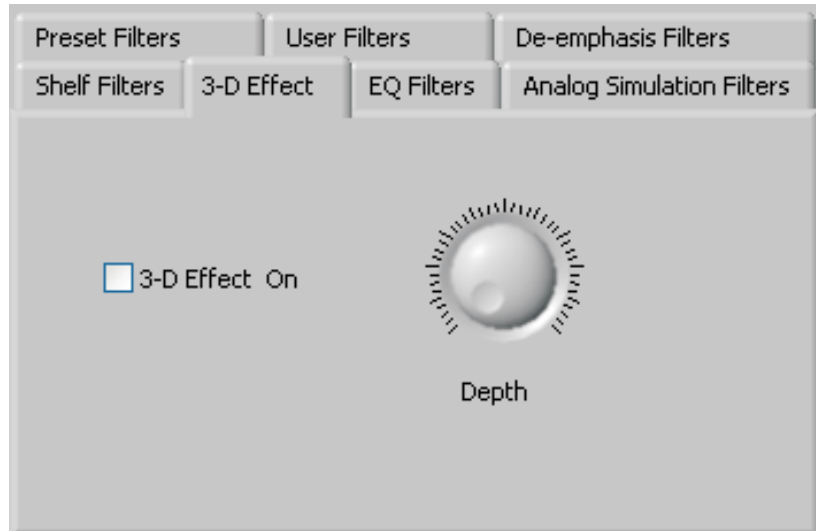 Preset Filters User Filters De-emphasis Filters
Shelf Filters 3-D Effect EQ Filters Analog Simulation Filters
3-D Effect On
Depth